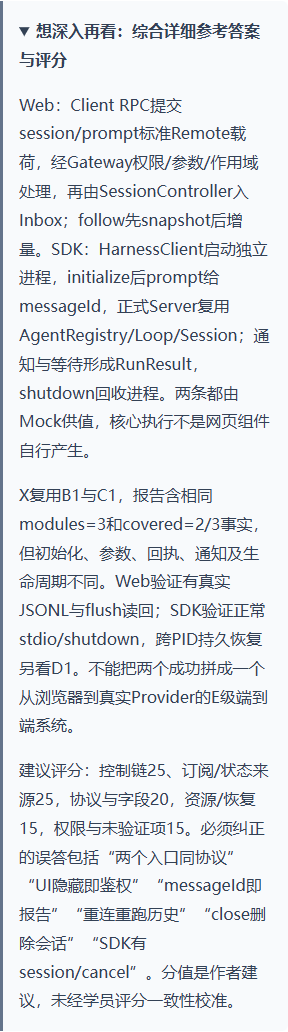 ▼ 想深入再看：综合详细参考答案
与评分
Web：Client RPC提交
session/prompt标准Remote载
荷，经Gateway权限/参数/作用域
处理，再由SessionController入
Inbox；follow先snapshot后增
量。SDK：HarnessClient启动独立
进程，initialize后prompt给
messageId，正式Server复用
AgentRegistry/Loop/Session；通
知与等待形成RunResult，
shutdown回收进程。两条都由
Mock供值，核心执行不是网页组件
自行产生。
X复用B1与C1，报告含相同
modules=3和covered=2/3事实，
但初始化、参数、回执、通知及生
命周期不同。Web验证有真实
JSONL与flush读回；SDK验证正常
stdio/shutdown，跨PID持久恢复
另看D1。不能把两个成功拼成一个
从浏览器到真实Provider的E级端到
端系统。
建议评分：控制链25、订阅/状态来
源25，协议与字段20，资源/恢复
15，权限与未验证项15。必须纠正
的误答包括“两个入口同协议”
“UI隐藏即鉴权”“messageId即
报告”“重连重跑历史”“close删
除会话”“SDK有
session/cancel”。分值是作者建
议，未经学员评分一致性校准。